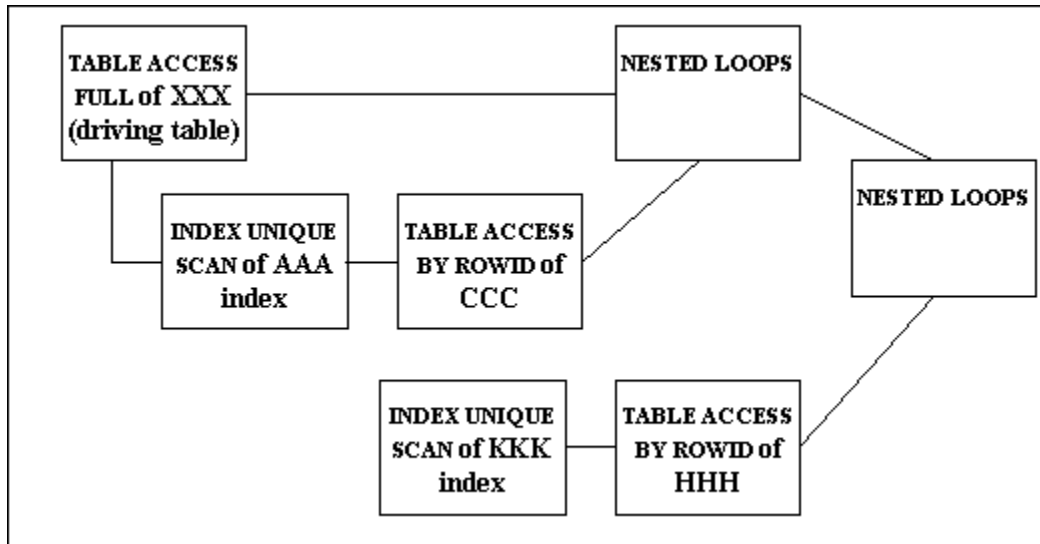 TABLE ACCESS
FULL of XXX
(driving table)
NESTED LOOPS
NESTED LOOPS
INDEX UNIQUE
SCAN of AAA
index
TABLE ACCESS
BY ROWID of
CCC
INDEX UNIQUE
SCAN of KKK
index
TABLE ACCESS
BY ROWID of
HHH